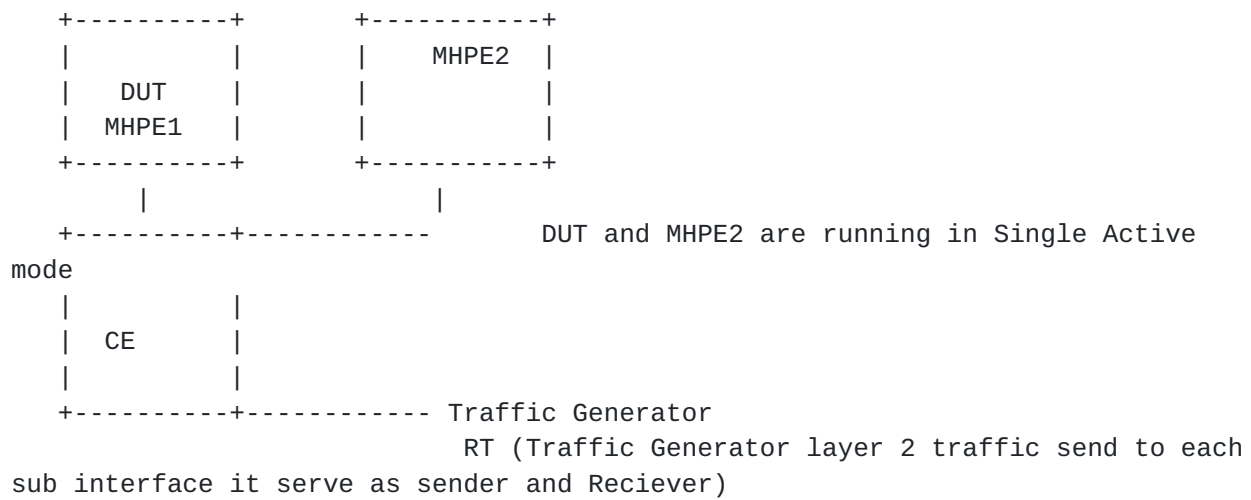 MHPE2
DUT
MHPE1
DUT and MHPE2 are running in Single Active
mode
CE
Traffic Generator
RT (Traffic Generator layer 2 traffic send to each
sub interface it serve as sender and Reciever)